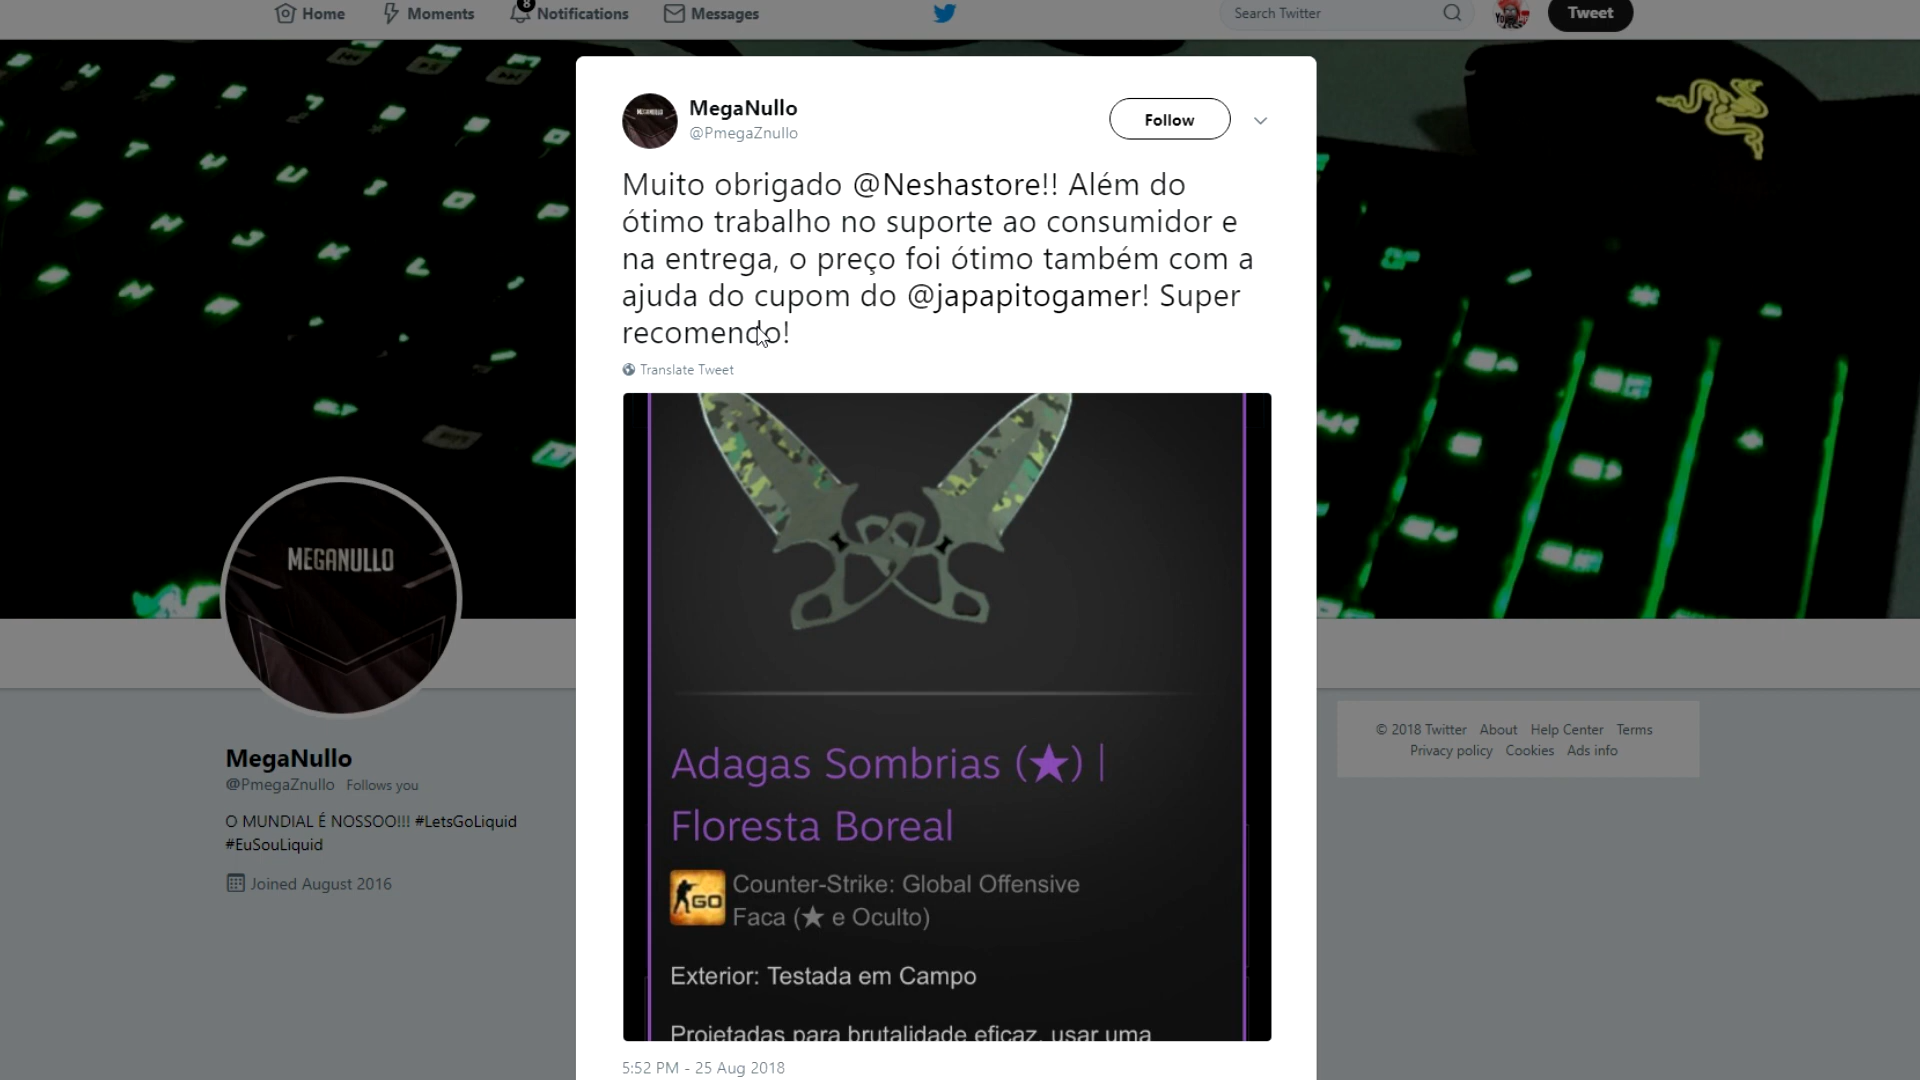 Home
Moments
8
Notifications
Messages
Search Twitter
Tweet
MegaNullo
@PmegaZnullo
Follow
Muito obrigado @Neshastore!! Além do
ótimo trabalho no suporte ao consumidor e
na entrega, o preço foi ótimo também com a
ajuda do cupom do @japapitogamer! Super
recomendo!
Translate Tweet
Adagas Sombrias (★) |
Floresta Boreal
GO
Counter-Strike: Global Offensive
Faca (★ e Oculto)
Exterior: Testada em Campo
Projetadas para brutalidade eficaz, usar uma
5:52 PM - 25 Aug 2018
MEGANULLO
MegaNullo
@PmegaZnullo Follows you
O MUNDIAL É NOSSOO!!! #LetsGoLiquid
#EuSouLiquid
Joined August 2016
© 2018 Twitter About Help Center Terms
Privacy policy Cookies Ads info